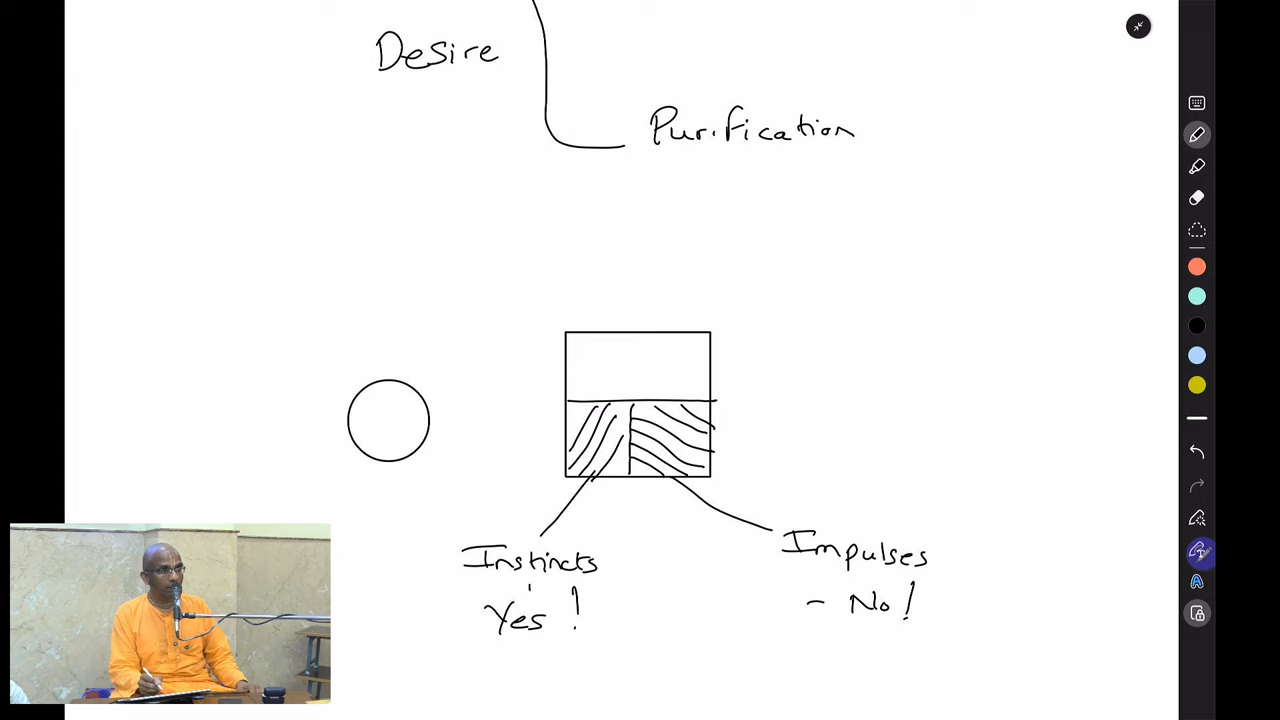 Desire
Purification
Instincts
Impulses
Yes!
- No!